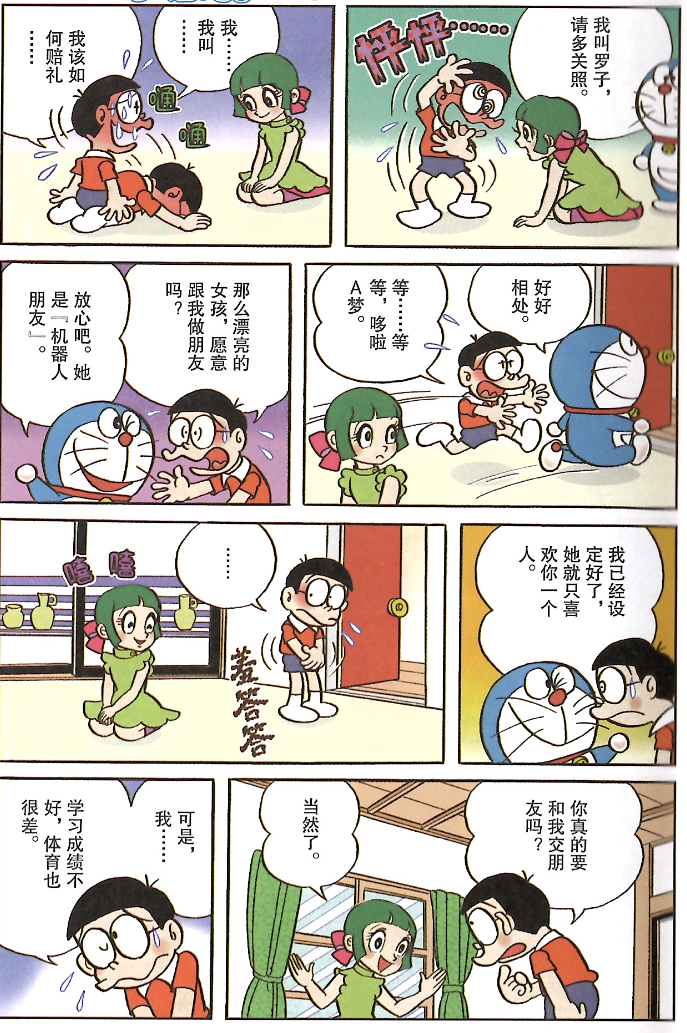 怦怦……
我叫罗子，
请多关照。
我……
我叫
嗵
嗵
我该如
何赔礼
……
好好
相处。
等……等
等，哆啦
A梦。
那么漂亮的
女孩，愿意
跟我做朋友
吗？
放心吧。她
是『机器人
朋友』。
我已经设
定好了，
她就只喜
欢你一个
人。
……
羞答答
嘻嘻
你真的要
和我交朋
友吗？
当然了。
可是，
我……
学习成绩不
好，体育也
很差。